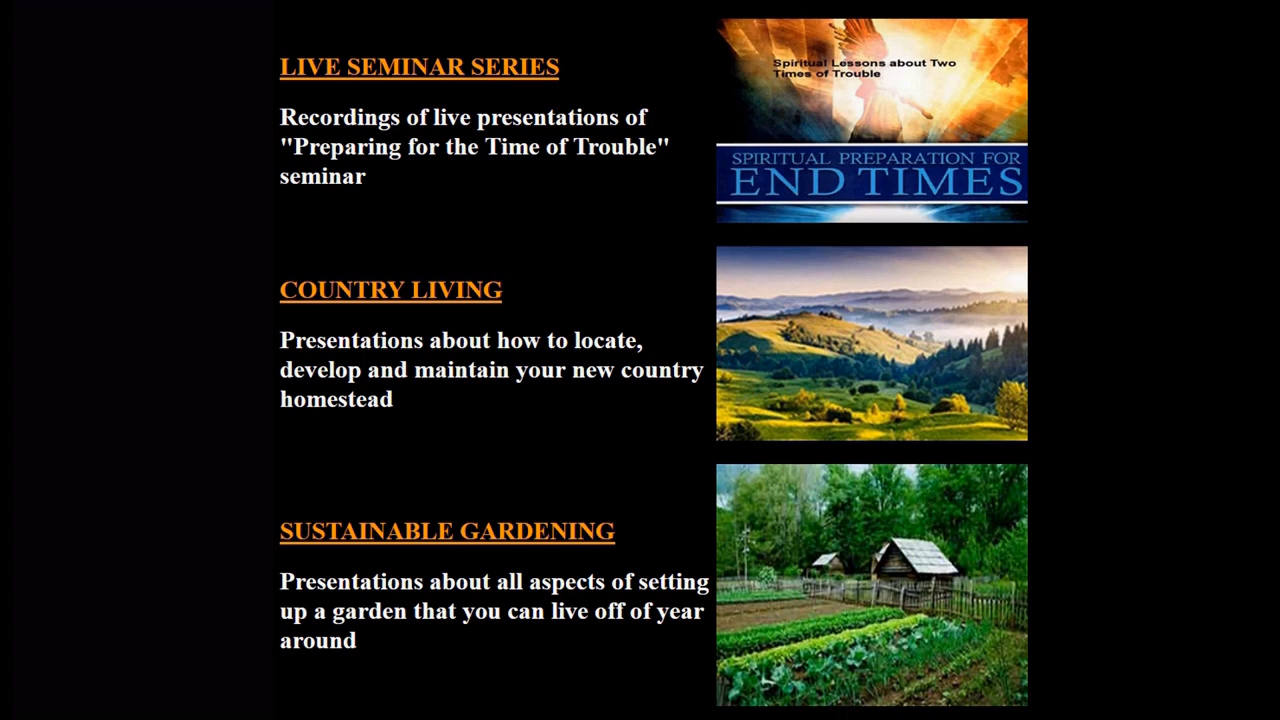 LIVE SEMINAR SERIES
Recordings of live presentations of
"Preparing for the Time of Trouble"
seminar
Spiritual Lessons about Two
Times of Trouble
SPIRITUAL PREPARATION FOR
END TIMES
COUNTRY LIVING
Presentations about how to locate,
develop and maintain your new country
homestead
SUSTAINABLE GARDENING
Presentations about all aspects of setting
up a garden that you can live off of year
around